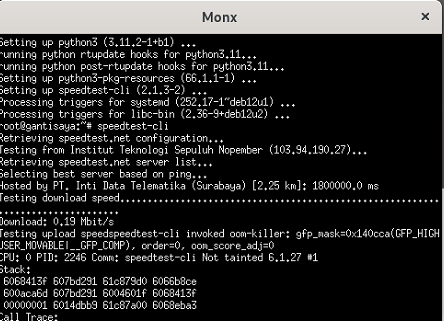 Monx
×
Setting up python3 (3.11.2-1+b1) ...
running python rtupdate hooks for python3.11...
running python post-rtupdate hooks for python3.11...
Setting up python3-pkg-resources (66.1.1-1) ...
Setting up speedtest-cli (2.1.3-2) ...
Processing triggers for systemd (252.17-1~deb12u1) ...
Processing triggers for libc-bin (2.36-9+deb12u2) ...
root@gantisaya:~# speedtest-cli
Retrieving speedtest.net configuration...
Testing from Institut Teknologi Sepuluh Nopember (103.94.190.27)...
Retrieving speedtest.net server list...
Selecting best server based on ping...
Hosted by PT. Inti Data Telematika (Surabaya) [2.25 km]: 1800000.0 ms
Testing download speed............................................................
......................
Download: 0.19 Mbit/s
Testing upload speedspeedtest-cli invoked oom-killer: gfp_mask=0x140cca(GFP_HIGH
USER_MOVABLE|__GFP_COMP), order=0, oom_score_adj=0
CPU: 0 PID: 2246 Comm: speedtest-cli Not tainted 6.1.27 #1
Stack:
6068413f 607bd291 61c879d0 6066b8ce
600aca6d 607bd291 6004601f 6068413f
00000001 6014dbb9 61c87a00 6068eba3
Call Trace: